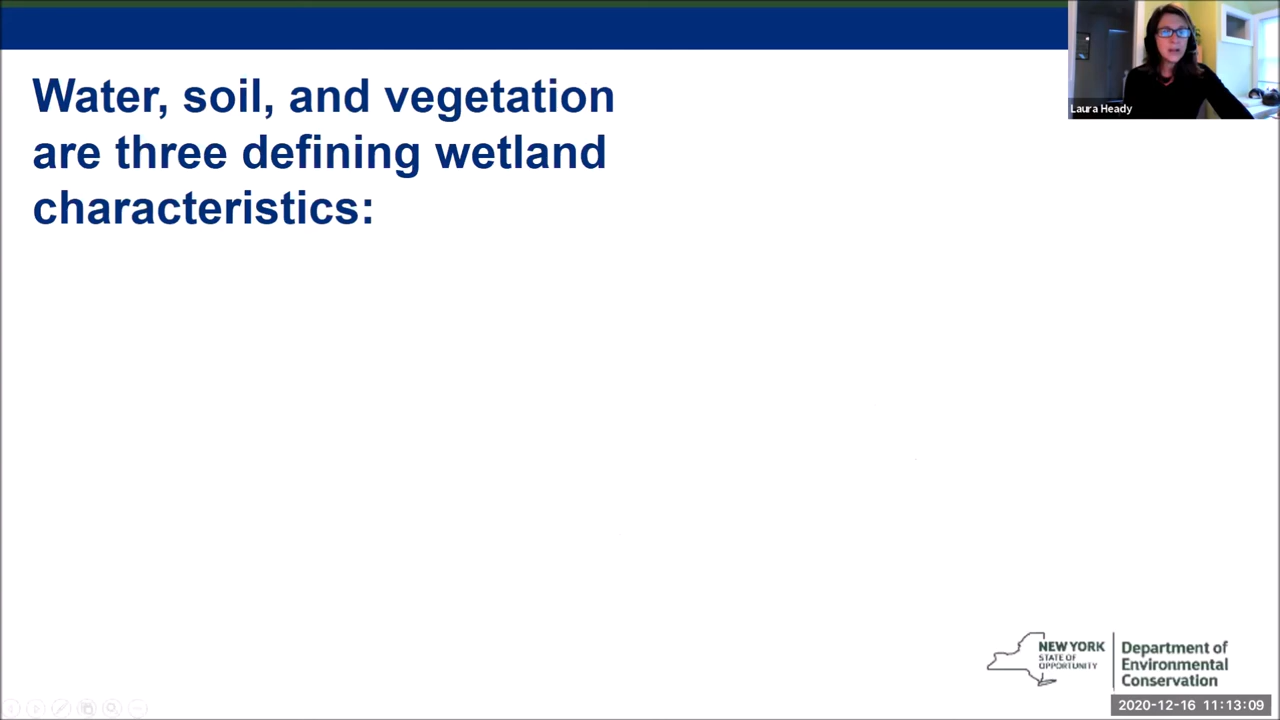 Water, soil, and vegetation
are three defining wetland
characteristics:
Laura Heady
NEW YORK
STATE OF
OPPORTUNITY
Department of
Environmental
Conservation
2020-12-16 11:13:09